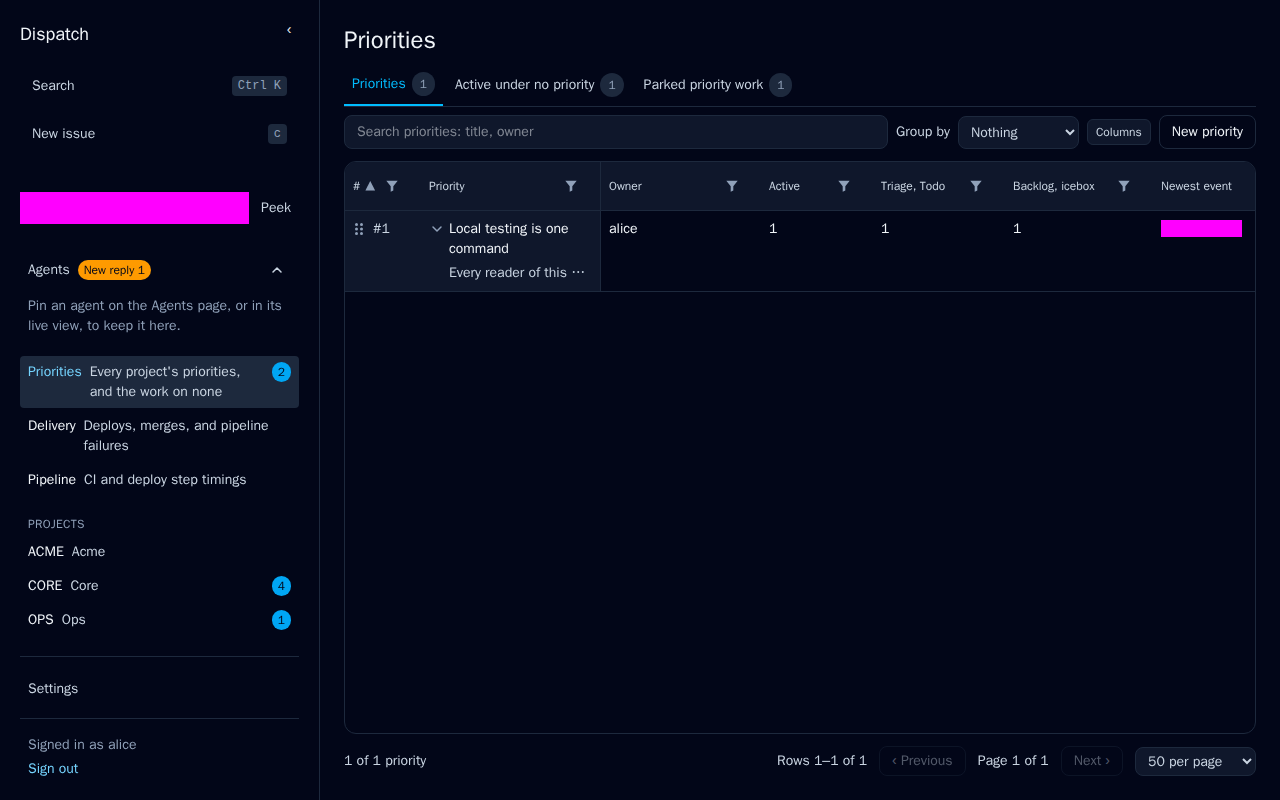 Dispatch
‹
Search Ctrl K
New issue C
Peek
Agents New reply 1
Pin an agent on the Agents page, or in its
live view, to keep it here.
Priorities Every project's priorities, 2
and the work on none
Delivery Deploys, merges, and pipeline
failures
Pipeline CI and deploy step timings
PROJECTS
ACME Acme
CORE Core 4
OPS Ops 1
Settings
Signed in as alice
Sign out
Priorities
Priorities 1 Active under no priority 1 Parked priority work 1
Search priorities: title, owner Group by Nothing Columns New priority
# ▲ Priority Owner Active Triage, Todo Backlog, icebox Newest event
#1 Local testing is one alice 1 1 1
command
Every reader of this ⋯
1 of 1 priority Rows 1–1 of 1 ‹ Previous Page 1 of 1 Next › 50 per page